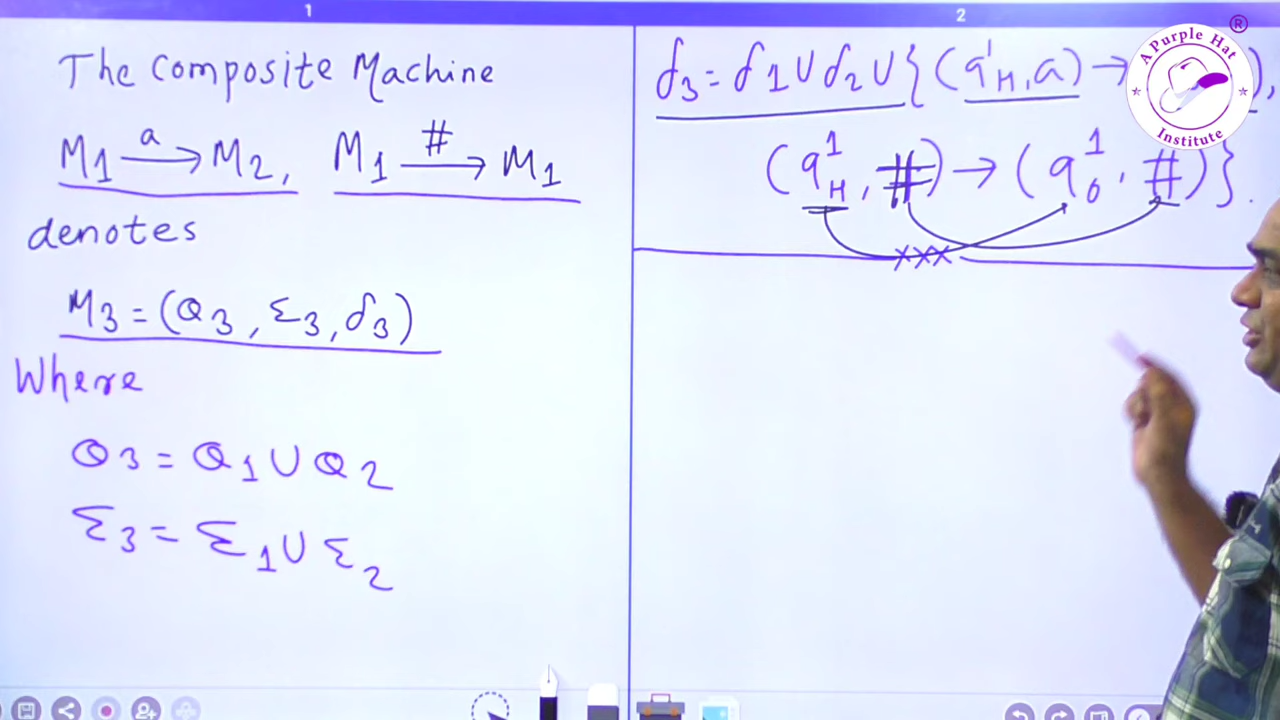 1
The Composite Machine
M1 —a→ M2, M1 —#→ M1
denotes
M3 = (Q3, Σ3, δ3)
Where
Q3 = Q1 ∪ Q2
Σ3 = Σ1 ∪ Σ2
2
δ3 = δ1 ∪ δ2 ∪ {(q¹H, a) → ),
(q¹H, #) → (q¹0, #)}.
×××
A Purple Hat
Institute
®